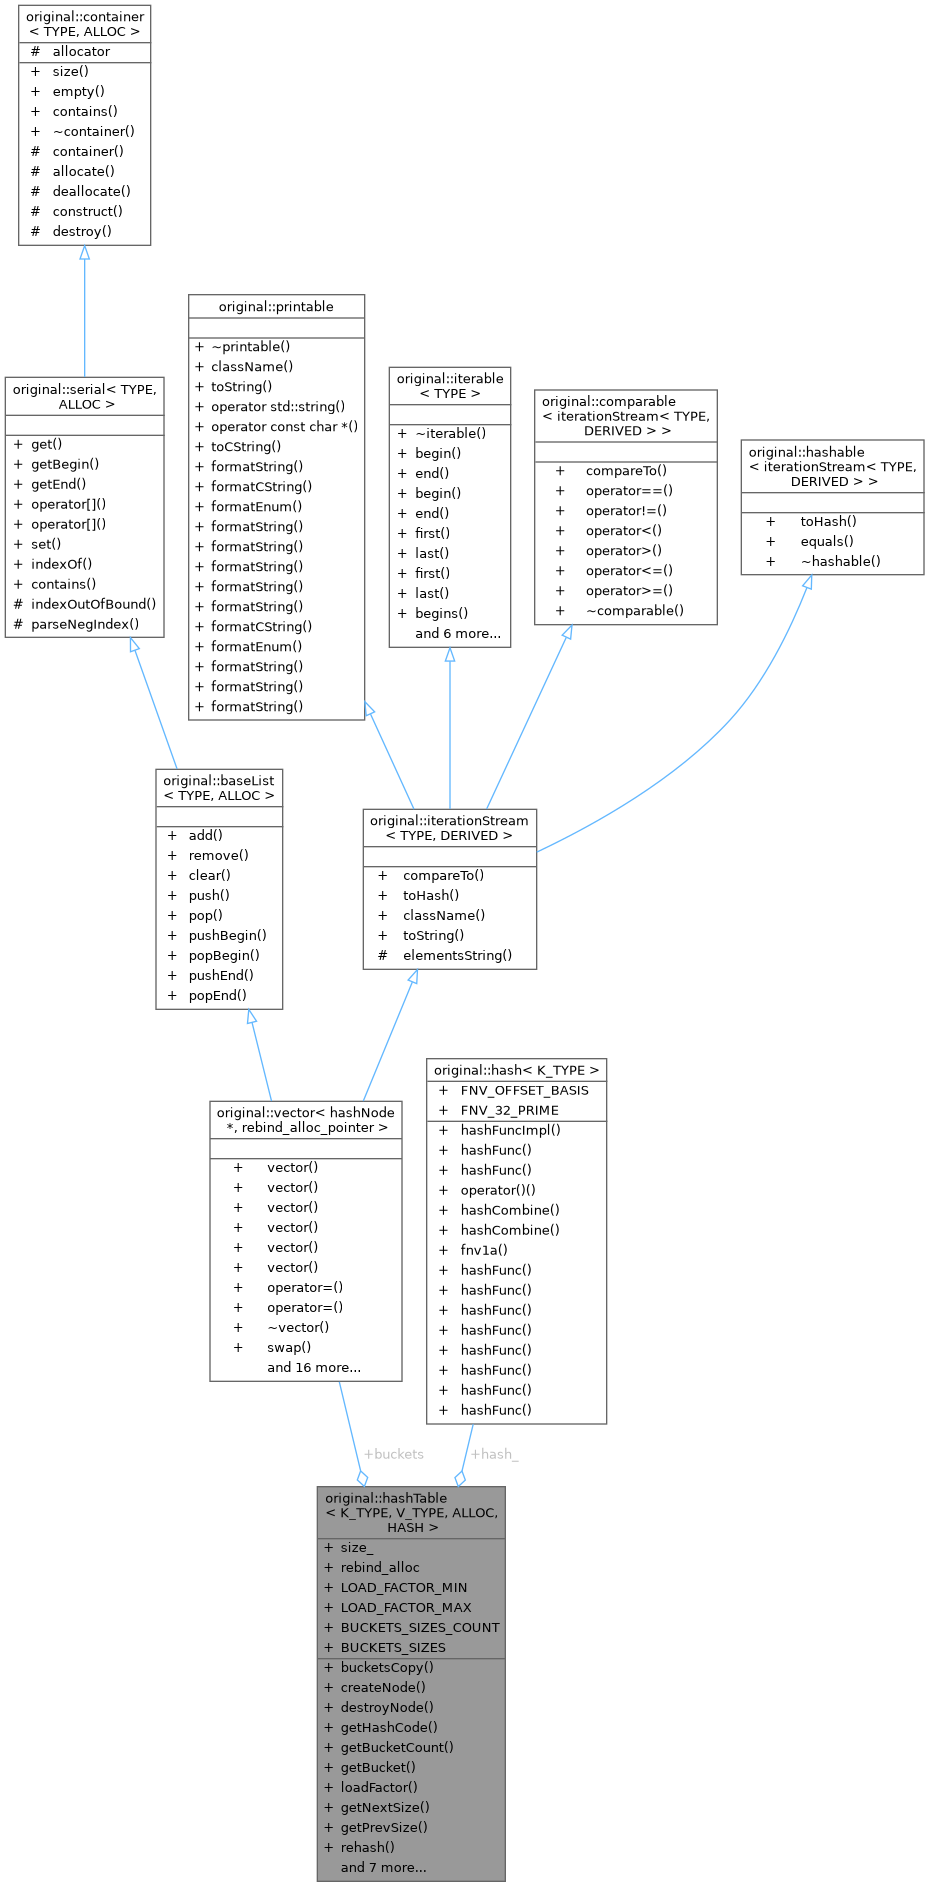 original::container
< TYPE, ALLOC >
# allocator
+ size()
+ empty()
+ contains()
+ ~container()
# container()
# allocate()
# deallocate()
# construct()
# destroy()
original::printable
+ ~printable()
+ className()
+ toString()
+ operator std::string()
+ operator const char *()
+ toCString()
+ formatString()
+ formatCString()
+ formatEnum()
+ formatString()
+ formatString()
+ formatString()
+ formatString()
+ formatString()
+ formatCString()
+ formatEnum()
+ formatString()
+ formatString()
+ formatString()
original::iterable
< TYPE >
+ ~iterable()
+ begin()
+ end()
+ begin()
+ end()
+ first()
+ last()
+ first()
+ last()
+ begins()
and 6 more...
original::serial< TYPE,
ALLOC >
+ get()
+ getBegin()
+ getEnd()
+ operator[]()
+ operator[]()
+ set()
+ indexOf()
+ contains()
# indexOutOfBound()
# parseNegIndex()
original::comparable
< iterationStream< TYPE,
DERIVED > >
+ compareTo()
+ operator==()
+ operator!=()
+ operator<()
+ operator>()
+ operator<=()
+ operator>=()
+ ~comparable()
original::hashable
< iterationStream< TYPE,
DERIVED > >
+ toHash()
+ equals()
+ ~hashable()
original::baseList
< TYPE, ALLOC >
+ add()
+ remove()
+ clear()
+ push()
+ pop()
+ pushBegin()
+ popBegin()
+ pushEnd()
+ popEnd()
original::iterationStream
< TYPE, DERIVED >
+ compareTo()
+ toHash()
+ className()
+ toString()
# elementsString()
original::vector< hashNode
*, rebind_alloc_pointer >
+ vector()
+ vector()
+ vector()
+ vector()
+ vector()
+ vector()
+ operator=()
+ operator=()
+ ~vector()
+ swap()
and 16 more...
original::hash< K_TYPE >
+ FNV_OFFSET_BASIS
+ FNV_32_PRIME
+ hashFuncImpl()
+ hashFunc()
+ hashFunc()
+ operator()()
+ hashCombine()
+ hashCombine()
+ fnv1a()
+ hashFunc()
+ hashFunc()
+ hashFunc()
+ hashFunc()
+ hashFunc()
+ hashFunc()
+ hashFunc()
+ hashFunc()
+buckets
+hash_
original::hashTable
< K_TYPE, V_TYPE, ALLOC,
HASH >
+ size_
+ rebind_alloc
+ LOAD_FACTOR_MIN
+ LOAD_FACTOR_MAX
+ BUCKETS_SIZES_COUNT
+ BUCKETS_SIZES
+ bucketsCopy()
+ createNode()
+ destroyNode()
+ getHashCode()
+ getBucketCount()
+ getBucket()
+ loadFactor()
+ getNextSize()
+ getPrevSize()
+ rehash()
and 7 more...